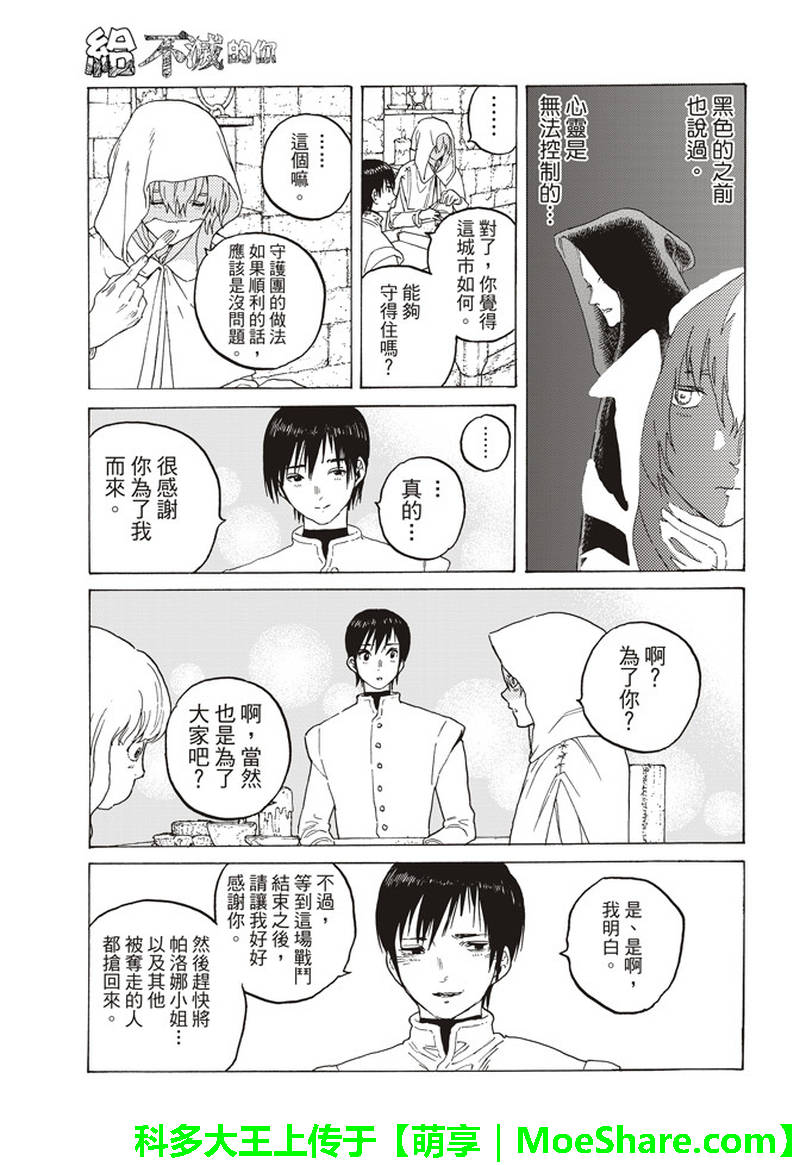 給不滅的你
黑色的之前
也說過。
心靈是
無法控制的…
……
對了，你覺得
這城市如何。
能夠
守得住嗎？
……
這個嘛。
守護團的做法
如果順利的話，
應該是沒問題。
……
…
真的…
很感謝
你為了我
而來。
啊？
為了你？
啊，當然
也是為了
大家吧？
是、是啊，
我明白。
不過，
等到這場戰鬥
結束之後，
請讓我好好
感謝你。
然後趕快將
帕洛娜小姐…
以及其他
被奪走的人
都搶回來。
科多大王上传于【萌享 | MoeShare.com】